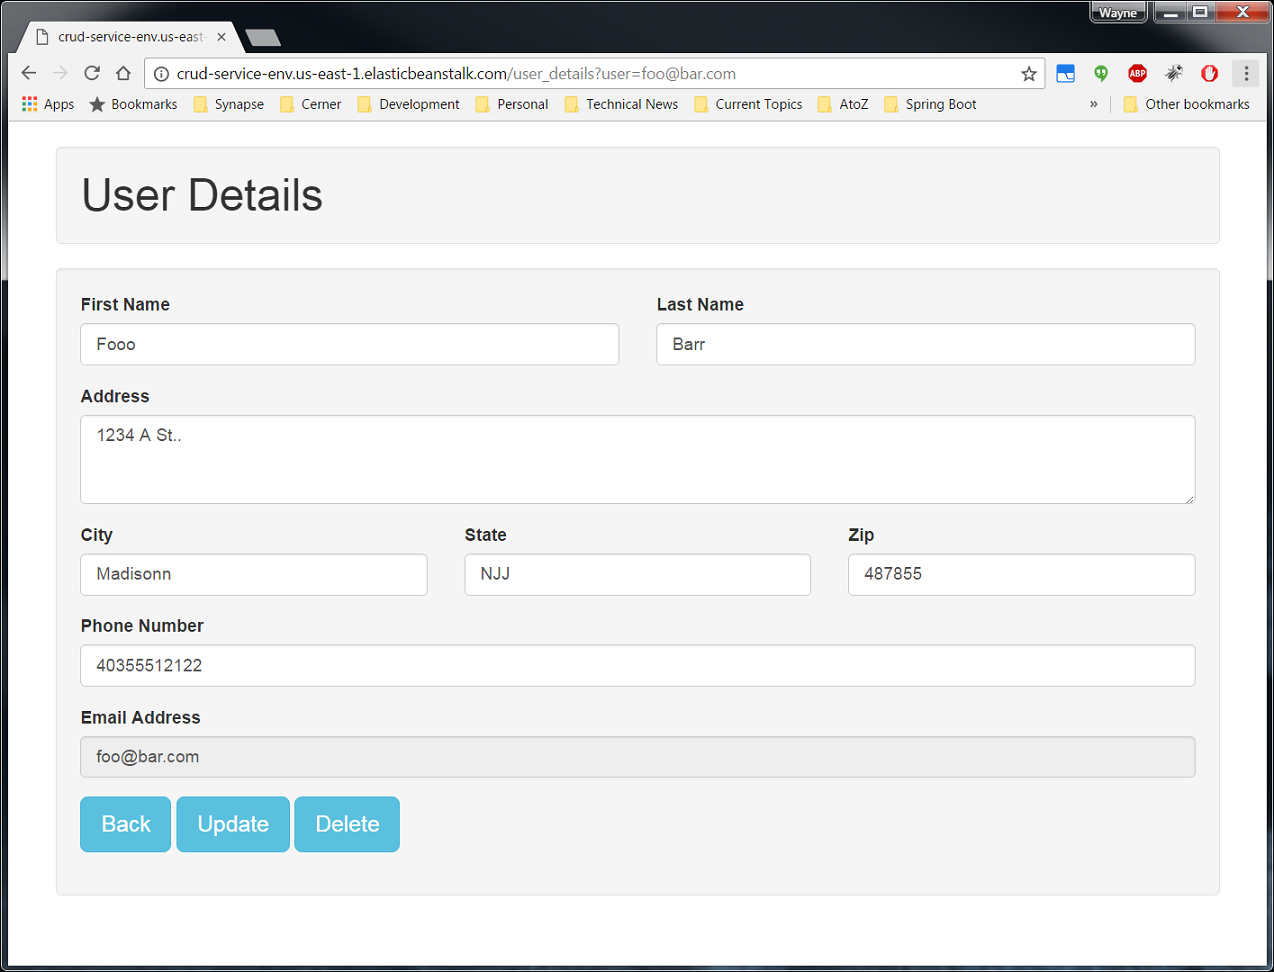 Wayne
crud-service-env.us-east-
crud-service-env.us-east-1.elasticbeanstalk.com/user_details?user=foo@bar.com
ABP
Apps Bookmarks Synapse Cerner Development Personal Technical News Current Topics AtoZ Spring Boot » Other bookmarks
User Details
First Name Last Name
Fooo Barr
Address
1234 A St..
City State Zip
Madisonn NJJ 487855
Phone Number
40355512122
Email Address
foo@bar.com
Back Update Delete